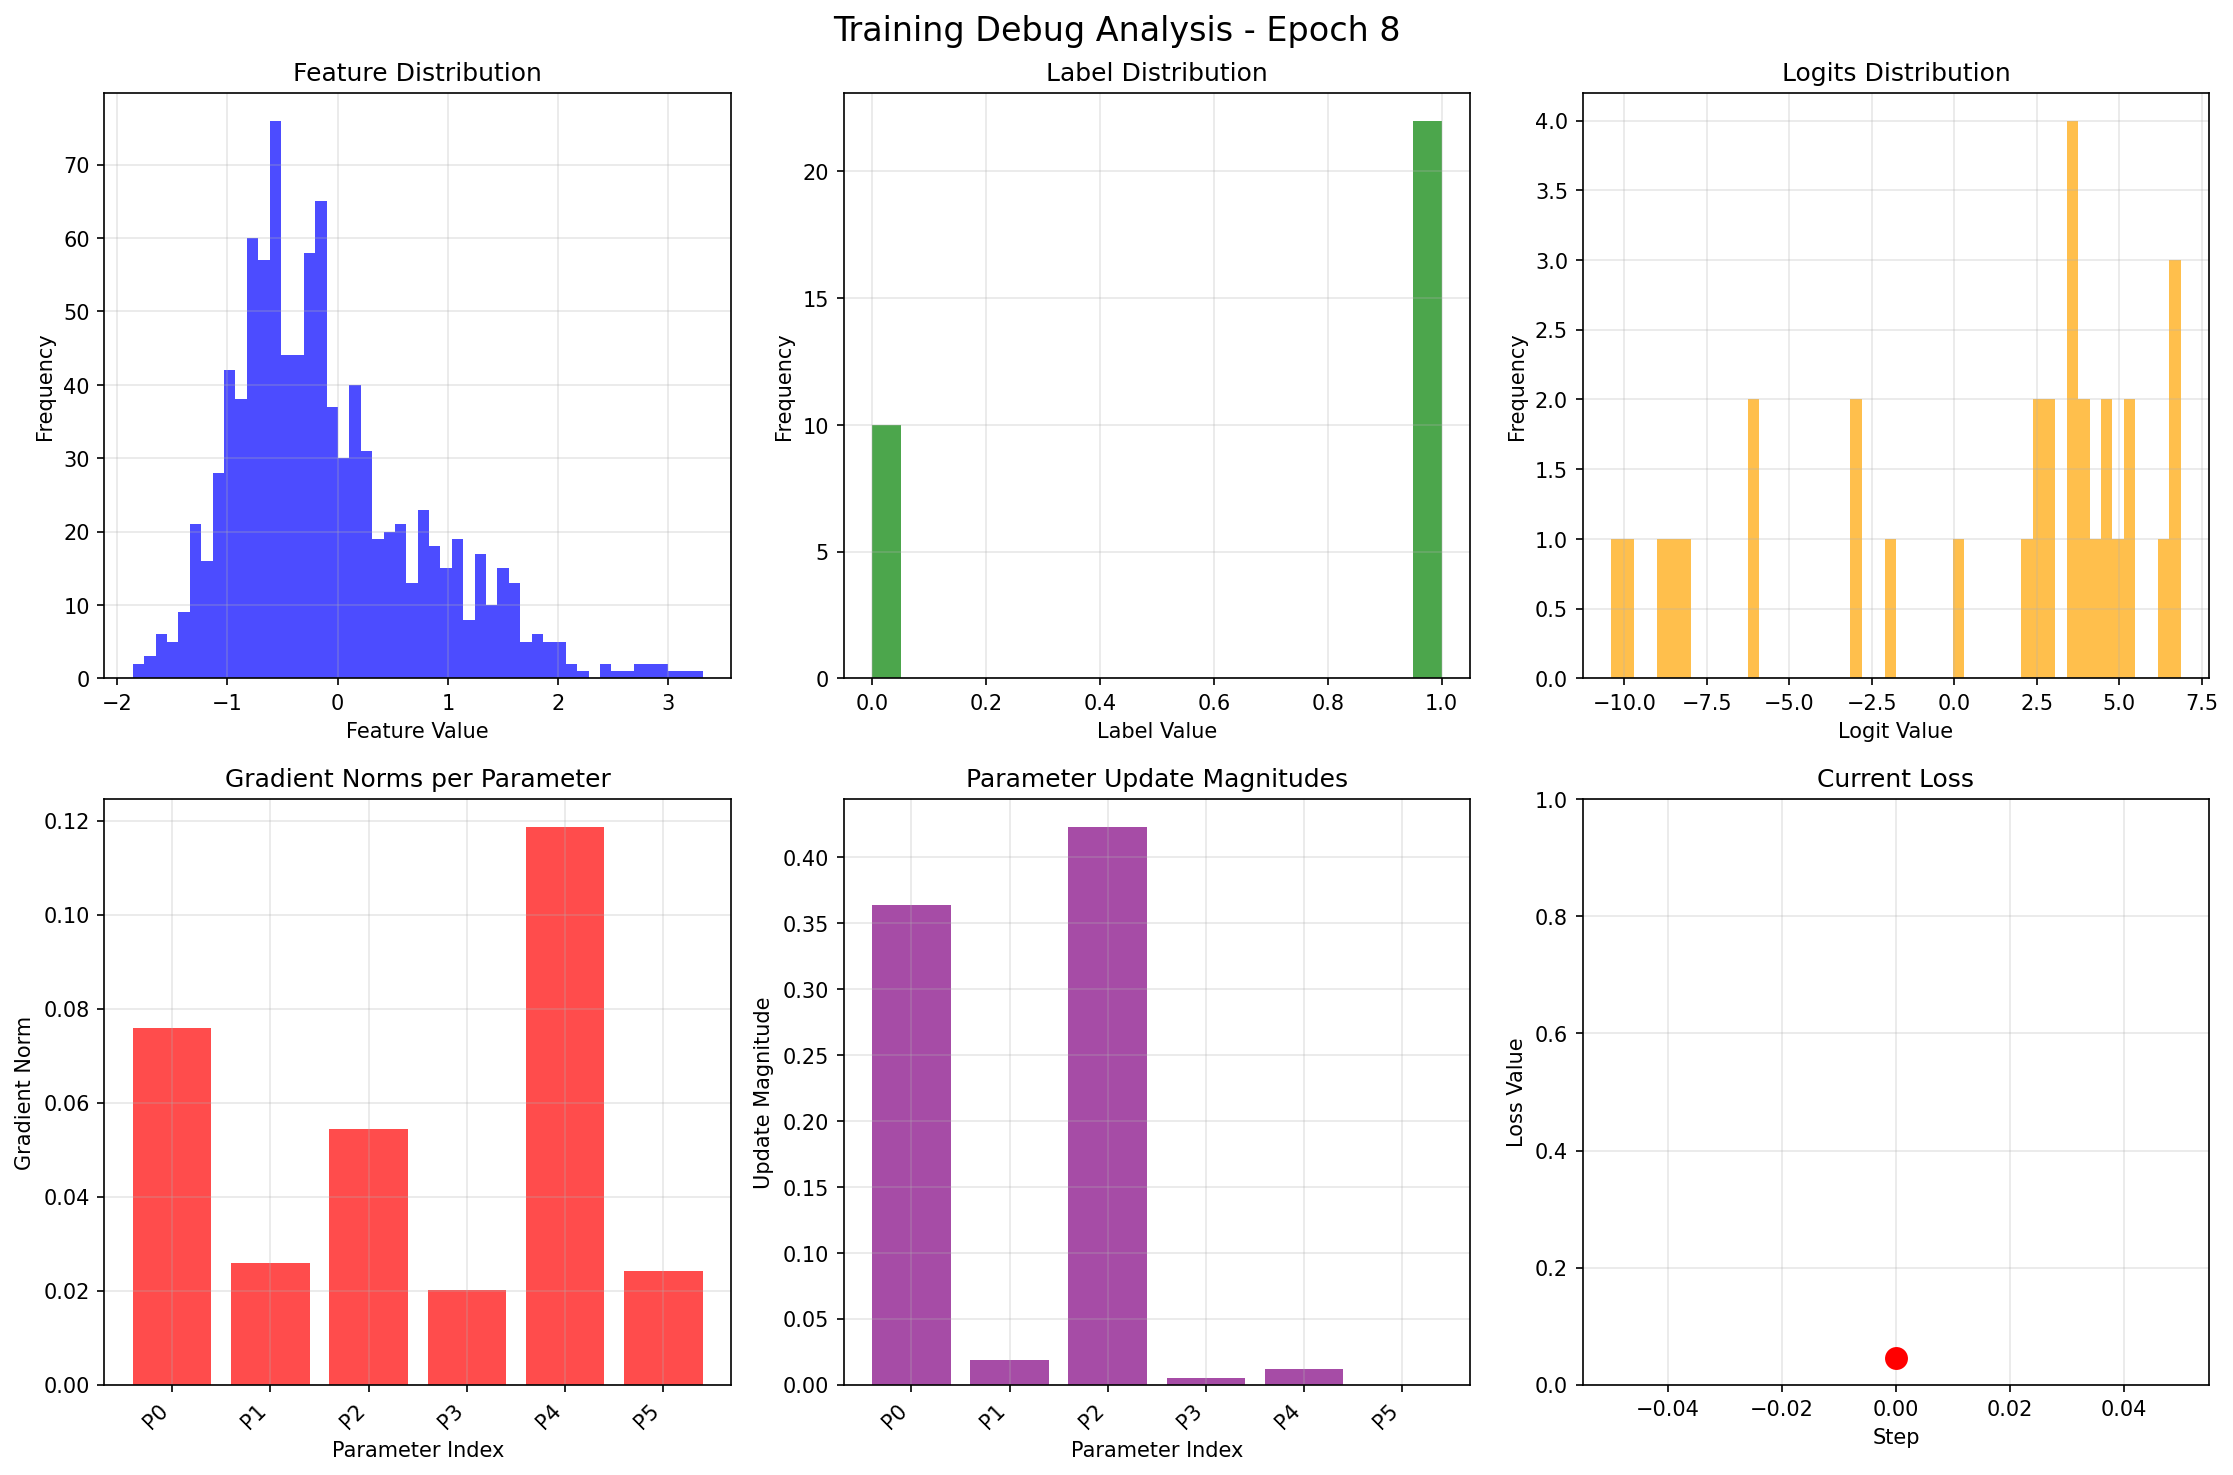 Training Debug Analysis - Epoch 8
Feature Distribution
Frequency
70
60
50
40
30
20
10
0
−2 −1 0 1 2 3
Feature Value
Label Distribution
Frequency
20
15
10
5
0
0.0 0.2 0.4 0.6 0.8 1.0
Label Value
Logits Distribution
Frequency
4.0
3.5
3.0
2.5
2.0
1.5
1.0
0.5
0.0
−10.0 −7.5 −5.0 −2.5 0.0 2.5 5.0 7.5
Logit Value
Gradient Norms per Parameter
Gradient Norm
0.12
0.10
0.08
0.06
0.04
0.02
0.00
P0 P1 P2 P3 P4 P5
Parameter Index
Parameter Update Magnitudes
Update Magnitude
0.40
0.35
0.30
0.25
0.20
0.15
0.10
0.05
0.00
P0 P1 P2 P3 P4 P5
Parameter Index
Current Loss
Loss Value
1.0
0.8
0.6
0.4
0.2
0.0
−0.04 −0.02 0.00 0.02 0.04
Step